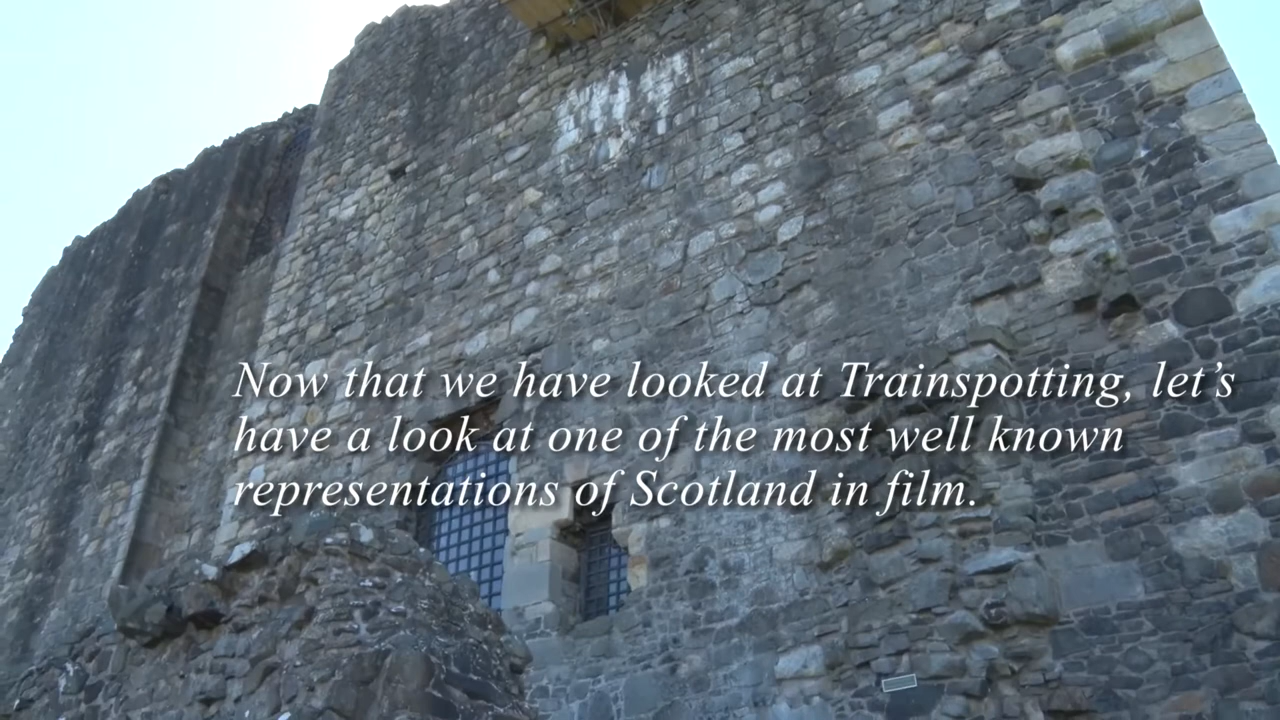 Now that we have looked at Trainspotting, let’s
have a look at one of the most well known
representations of Scotland in film.